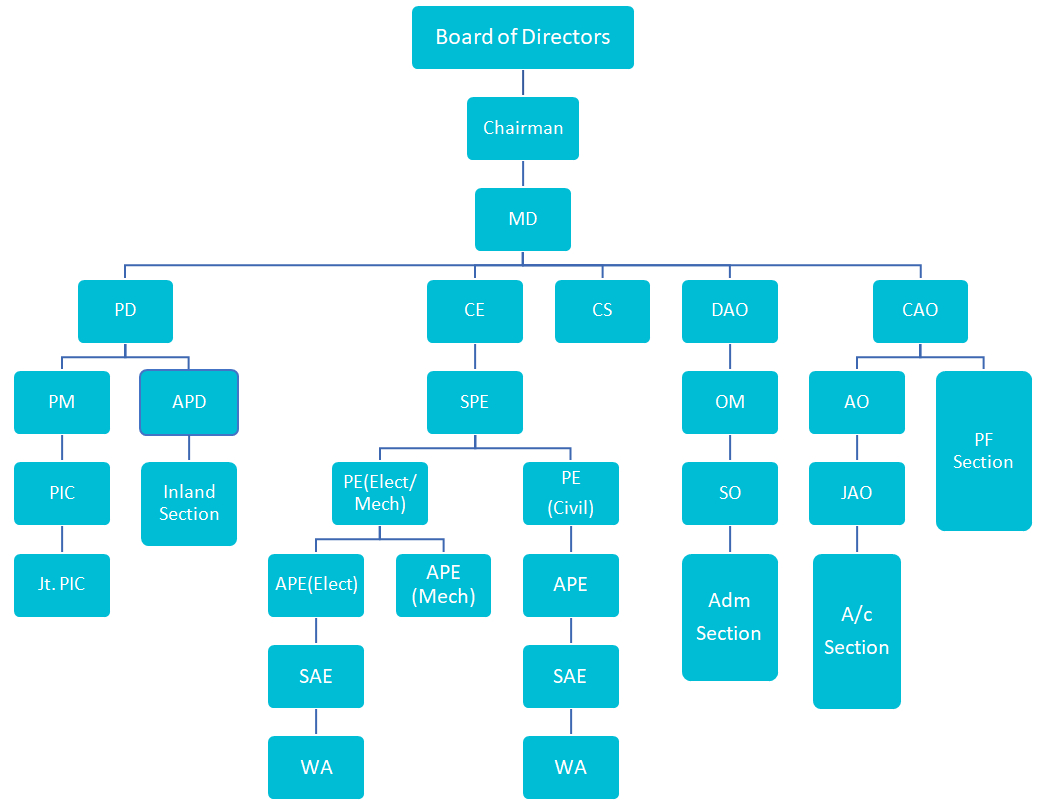 Board of Directors
Chairman
MD
PD
CE
CS
DAO
CAO
PM
APD
SPE
OM
AO
PF
Section
PIC
Inland
Section
PE(Elect/
Mech)
PE
(Civil)
SO
JAO
Jt. PIC
APE(Elect)
APE
(Mech)
APE
Adm
Section
A/c
Section
SAE
SAE
WA
WA